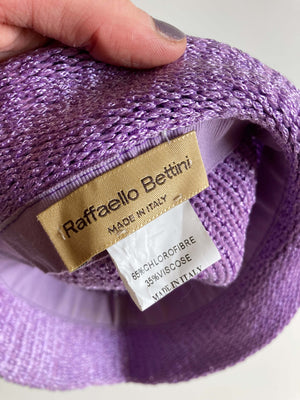 Raffaello Bettini
MADE IN ITALY
65%CHLOROFIBRE
35%VISCOSE
MADE IN ITALY